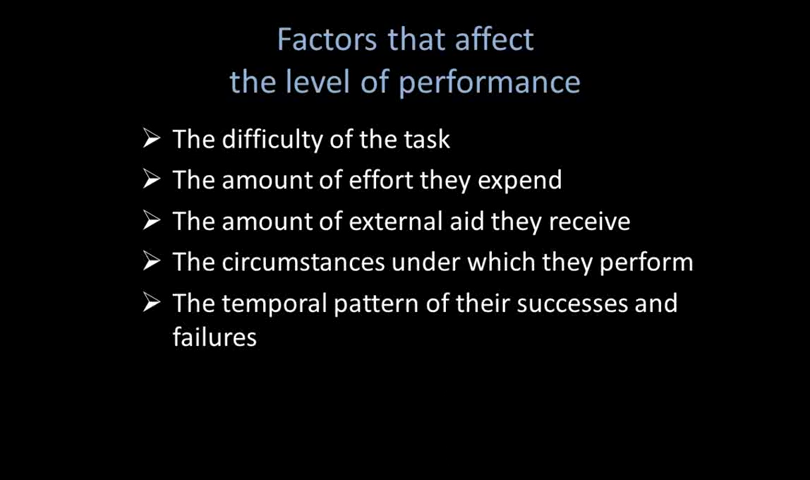 Factors that affect
the level of performance
➢ The difficulty of the task
➢ The amount of effort they expend
➢ The amount of external aid they receive
➢ The circumstances under which they perform
➢ The temporal pattern of their successes and
failures